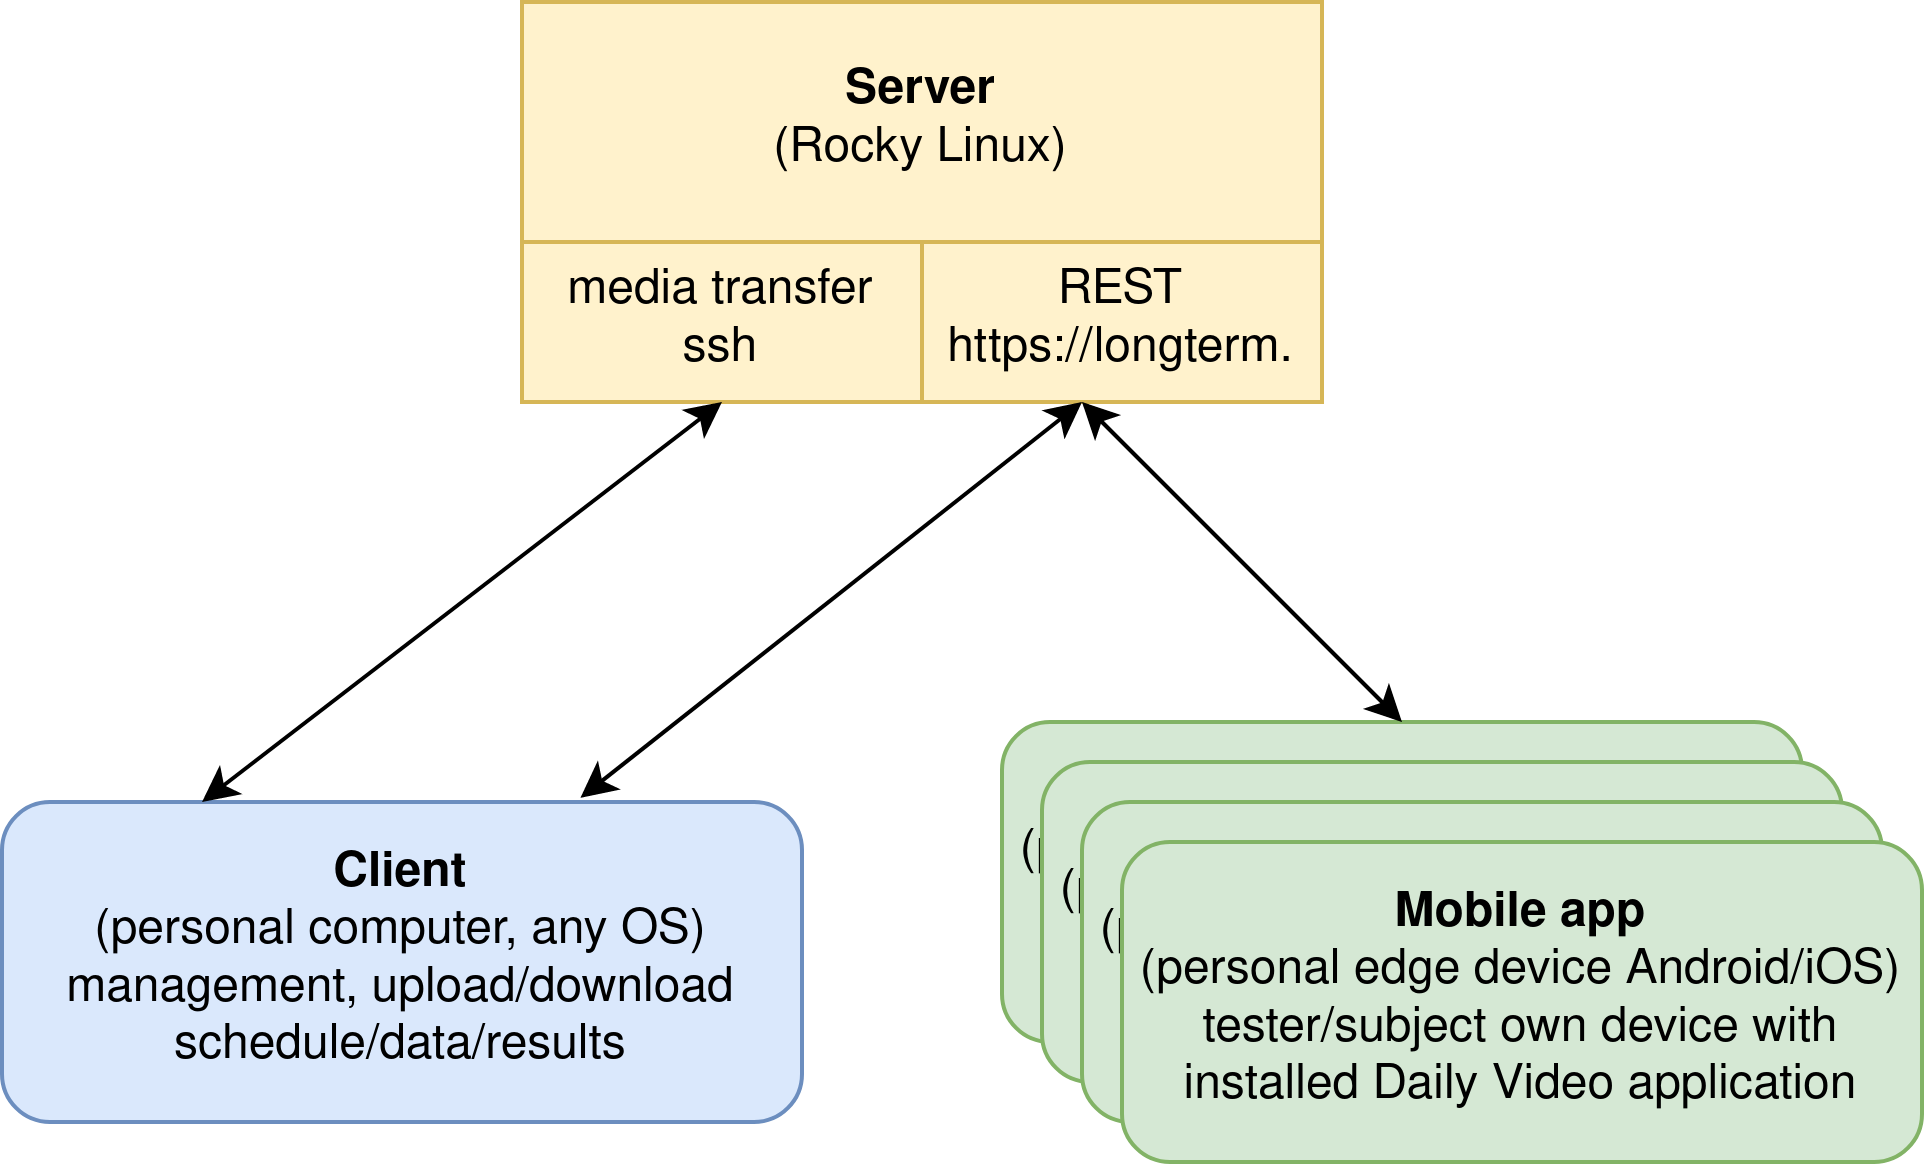 Server
(Rocky Linux)
media transfer
ssh
REST
https://longterm.
Client
(personal computer, any OS)
management, upload/download
schedule/data/results
(
(
(
Mobile app
(personal edge device Android/iOS)
tester/subject own device with
installed Daily Video application